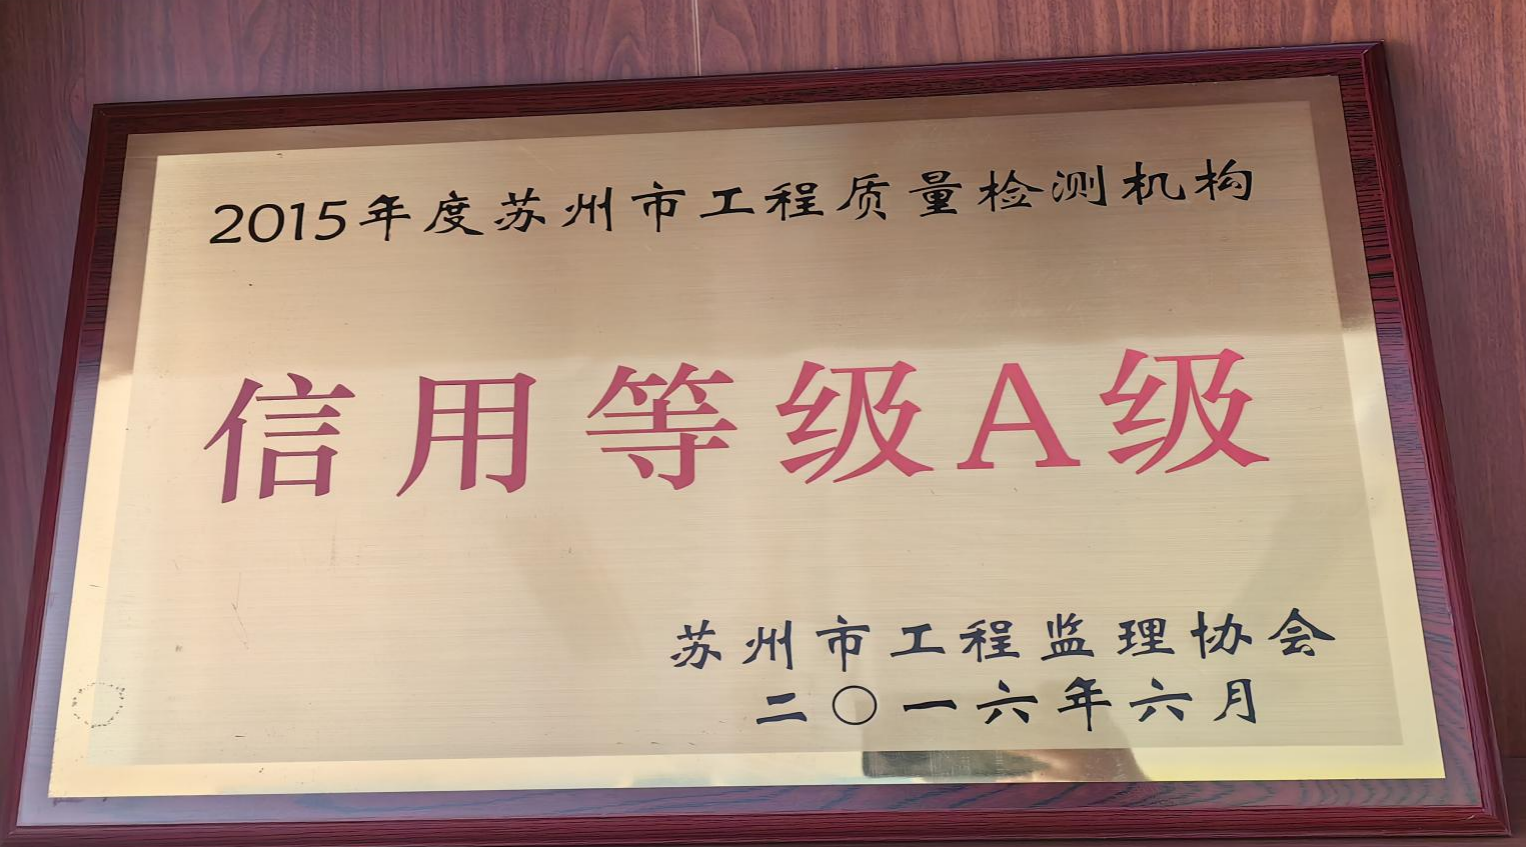 2015年度苏州市工程质量检测机构
信用等级A级
苏州市工程监理协会
二〇一六年六月